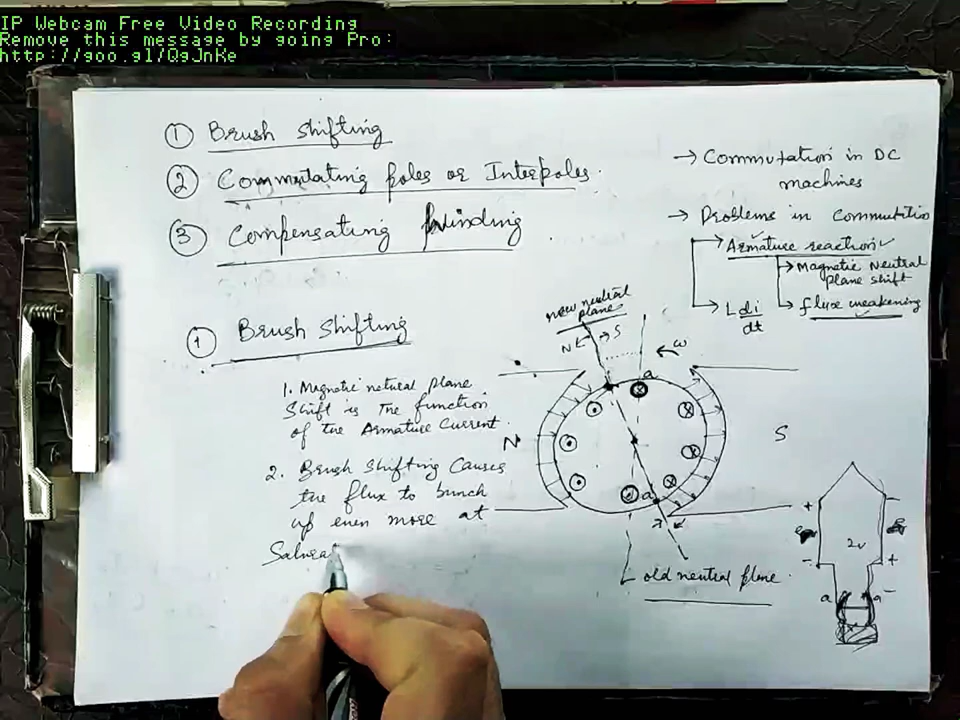 IP Webcam Free Video Recording
Remove this message by going Pro:
http://goo.gl/QgJnKe
① Brush shifting
② Commutating poles or Interpoles.
③ Compensating winding
→ Commutation in DC
machines
→ Problems in Commutation
→ Armature reaction ✓
→ Magnetic Neutral
Plane shift
→ flux weakening
→ L di/dt
① Brush shifting
1. Magnetic natural plane
Shift is the function
of the Armature Current.
2. Brush shifting Causes
the flux to bunch
up even more at
new neutral
plane
N
S
ω
a
N
S
a
old neutral plane
+
-
e
e
2v
-
+
a
a-